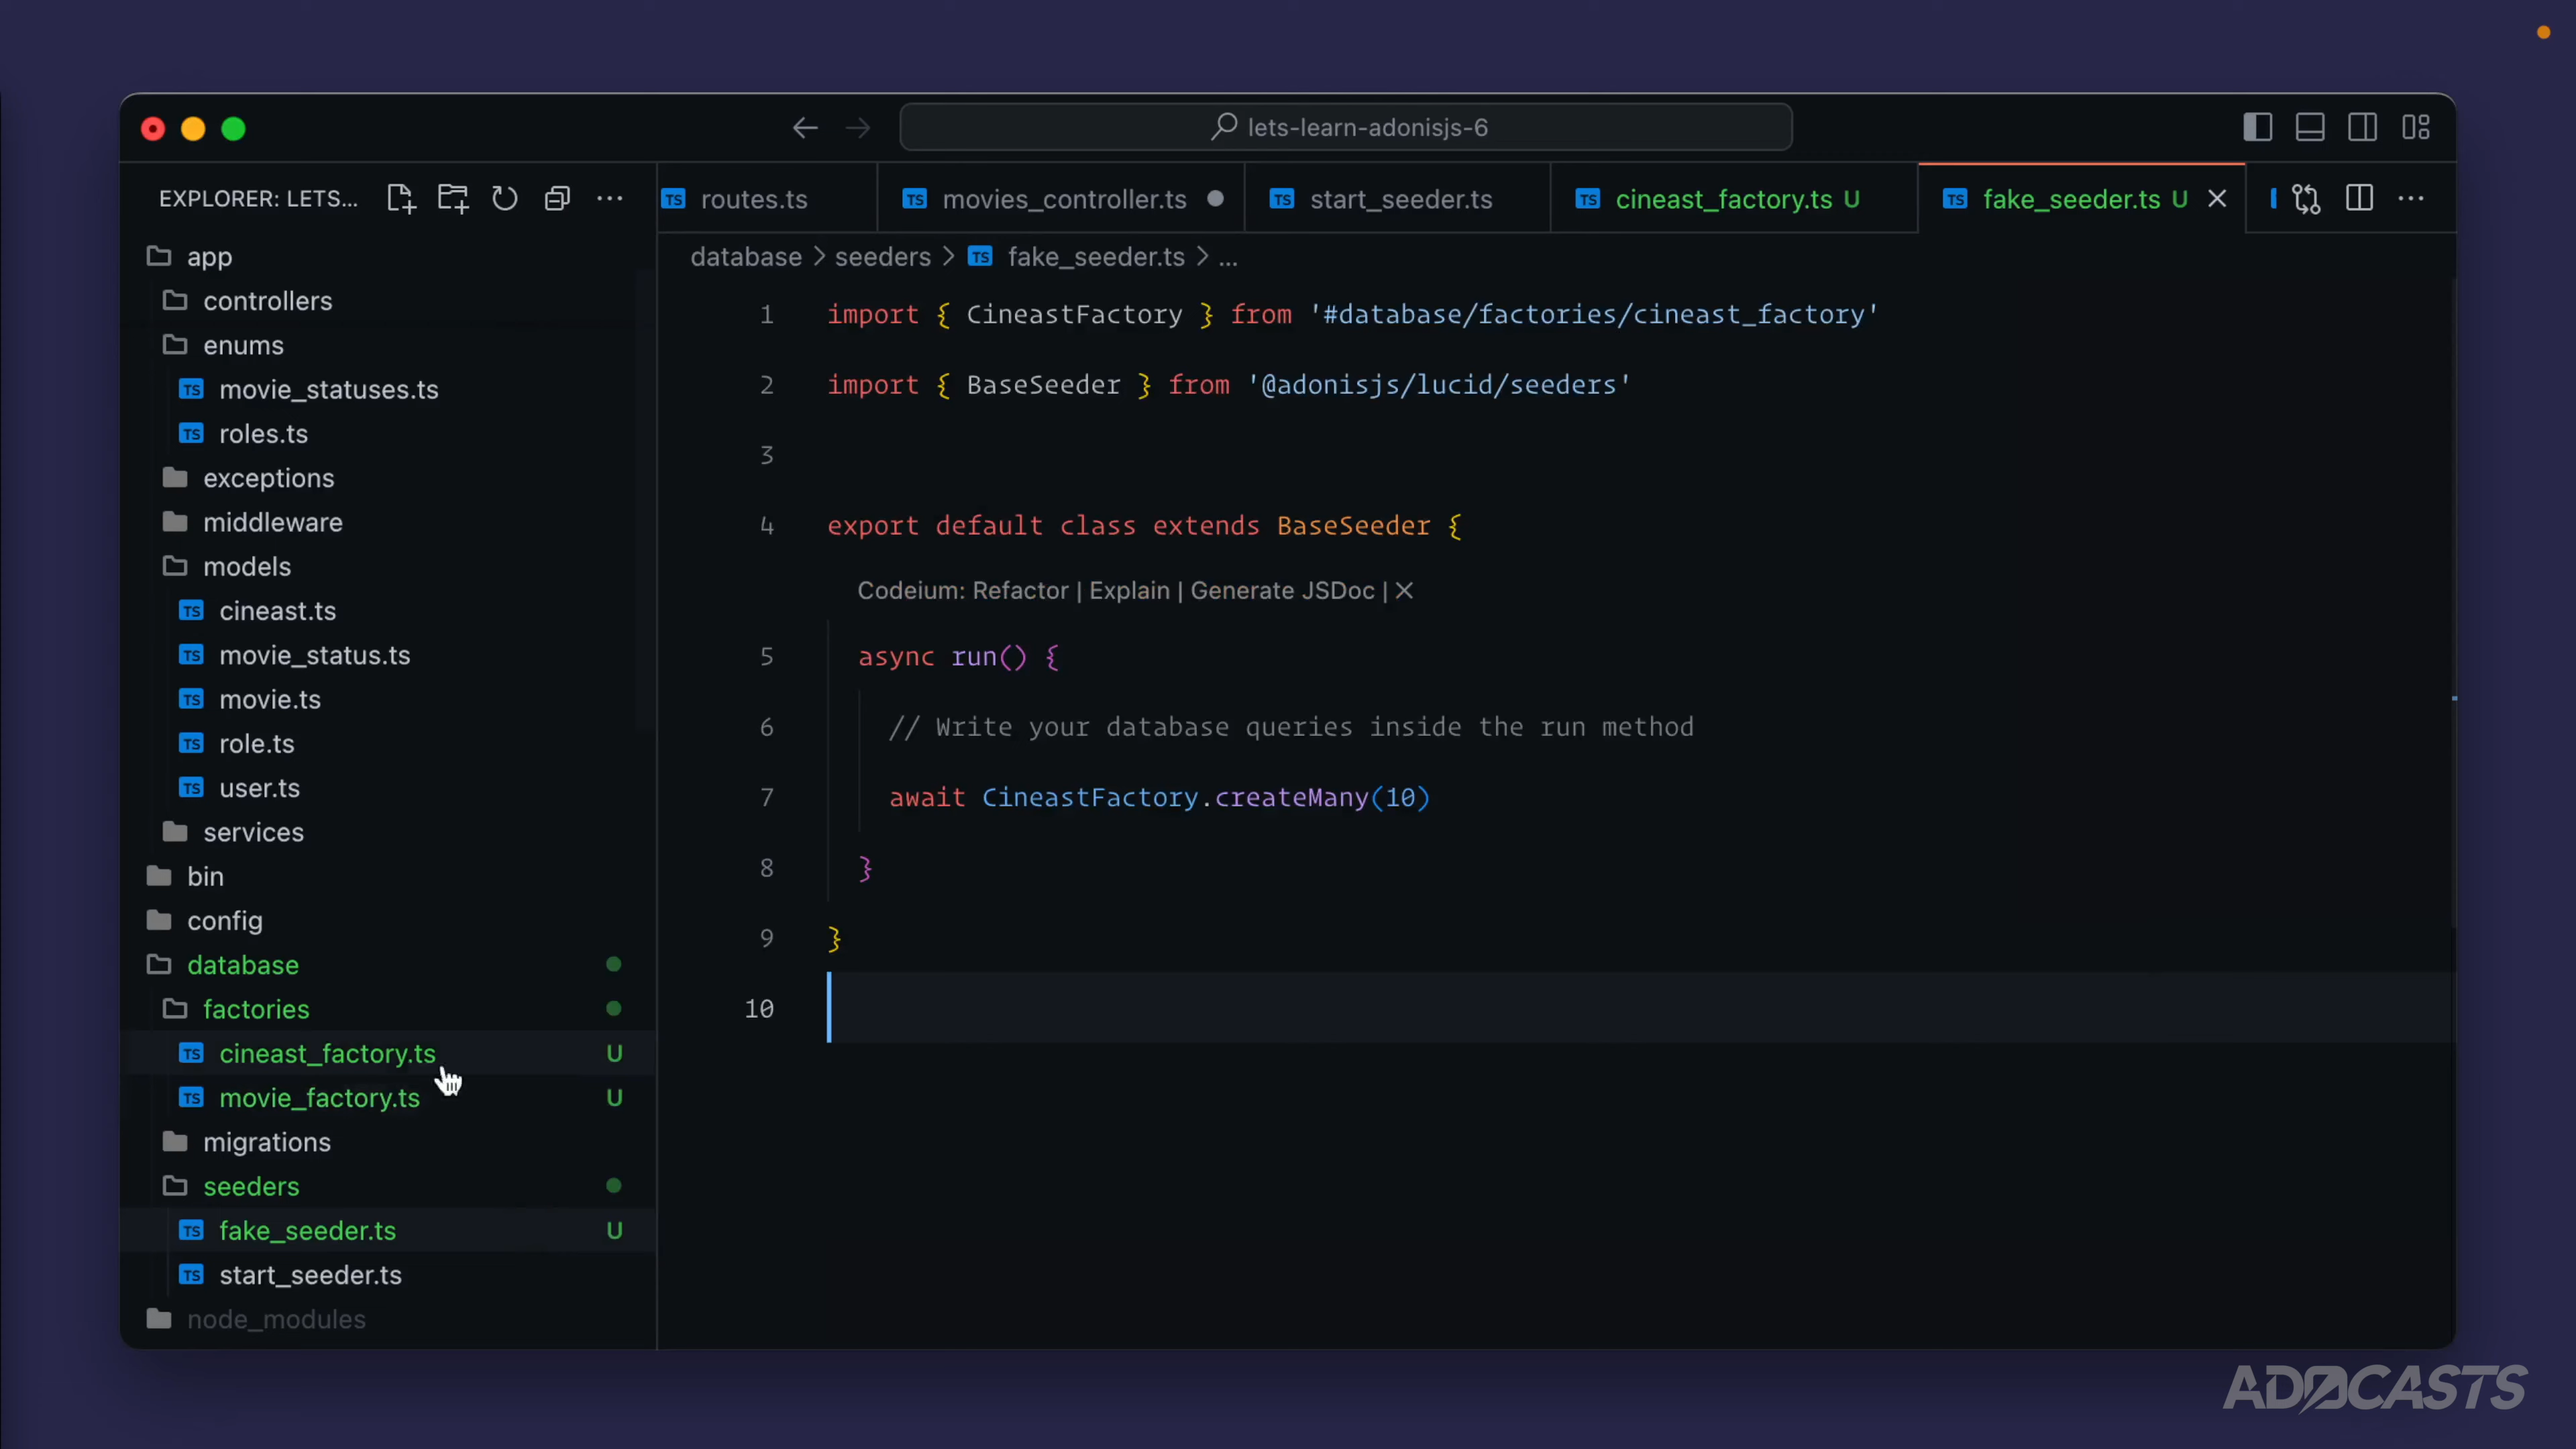 lets-learn-adonisjs-6
EXPLORER: LETS...
routes.ts
movies_controller.ts
start_seeder.ts
cineast_factory.ts U
fake_seeder.ts U
app
controllers
enums
movie_statuses.ts
roles.ts
exceptions
middleware
models
cineast.ts
movie_status.ts
movie.ts
role.ts
user.ts
services
bin
config
database
factories
cineast_factory.ts U
movie_factory.ts U
migrations
seeders
fake_seeder.ts U
start_seeder.ts
node_modules
database > seeders > TS fake_seeder.ts > ...
1 import { CineastFactory } from '#database/factories/cineast_factory'
2 import { BaseSeeder } from '@adonisjs/lucid/seeders'
3
4 export default class extends BaseSeeder {
Codeium: Refactor | Explain | Generate JSDoc | ×
5 async run() {
6 // Write your database queries inside the run method
7 await CineastFactory.createMany(10)
8 }
9 }
10
ADOCASTS